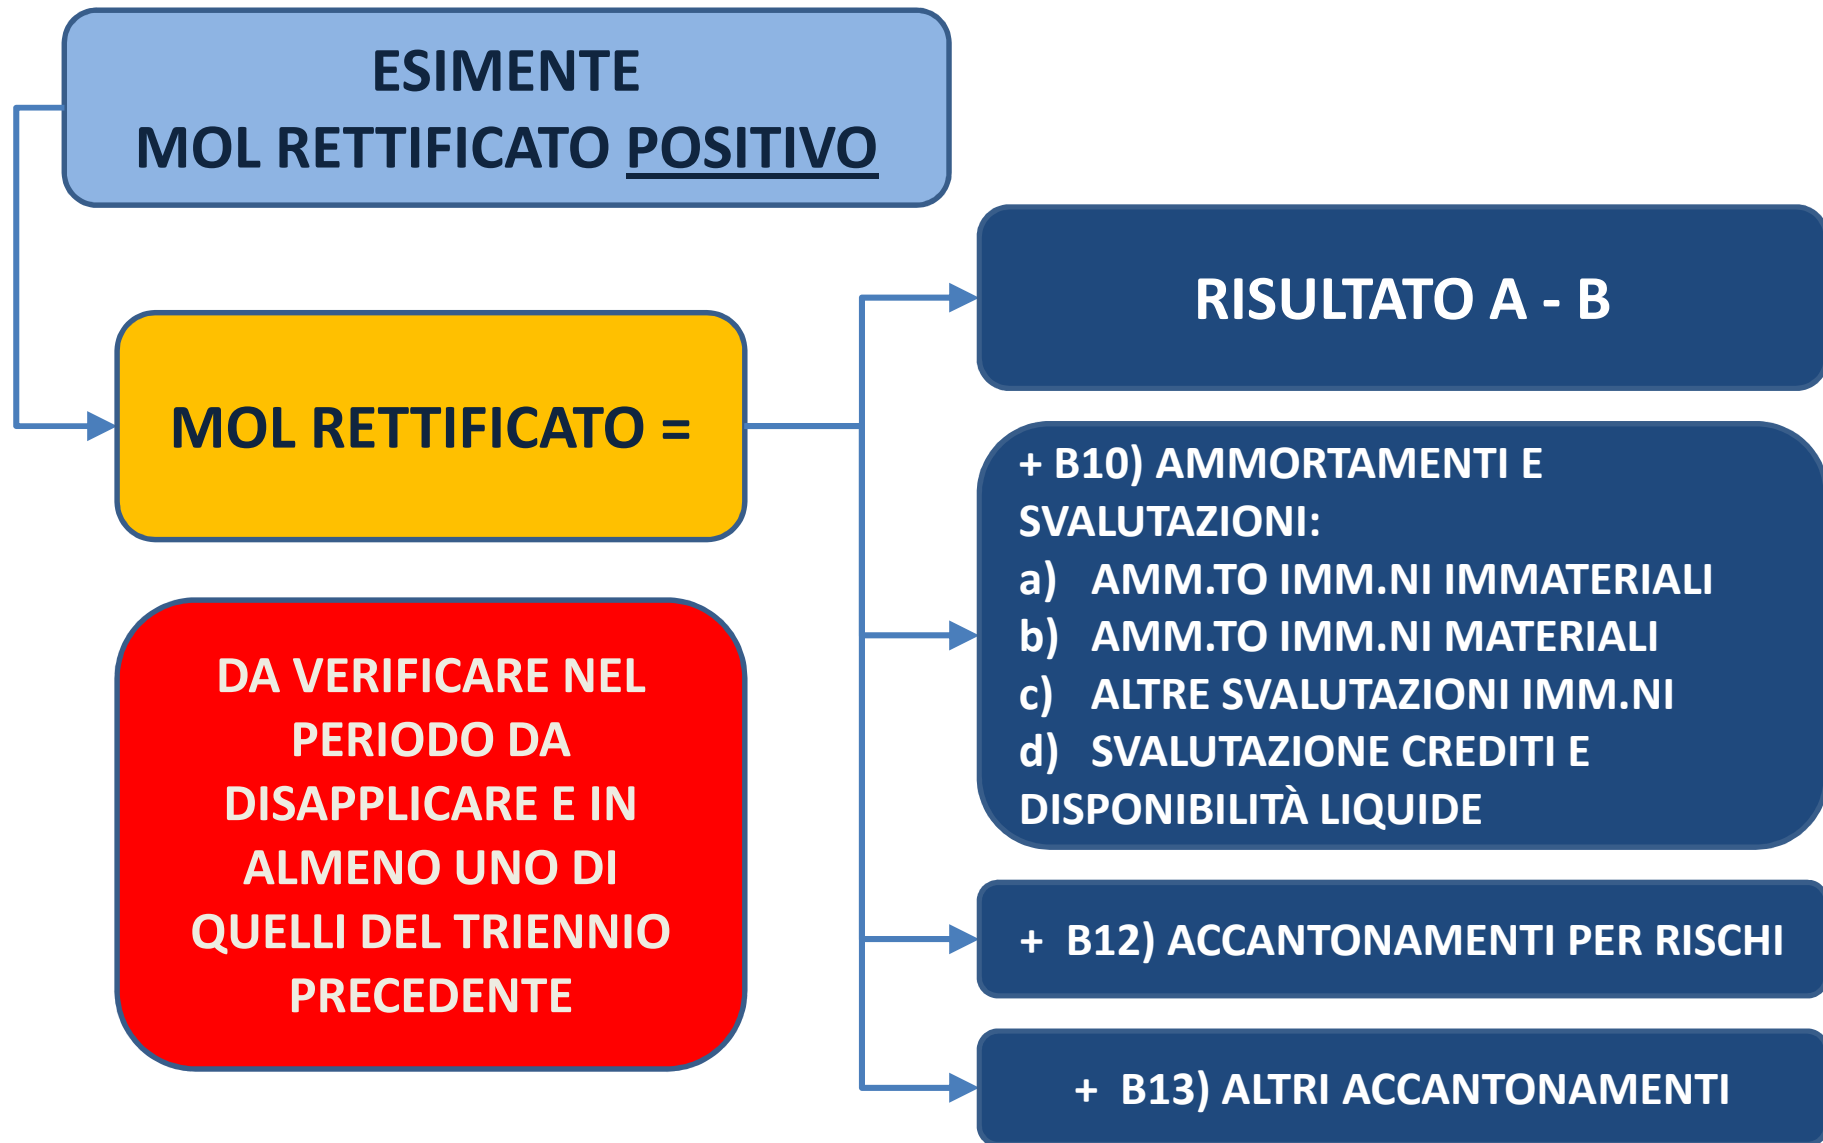 ESIMENTE
MOL RETTIFICATO POSITIVO
MOL RETTIFICATO =
DA VERIFICARE NEL
PERIODO DA
DISAPPLICARE E IN
ALMENO UNO DI
QUELLI DEL TRIENNIO
PRECEDENTE
RISULTATO A - B
+ B10) AMMORTAMENTI E
SVALUTAZIONI:
a) AMM.TO IMM.NI IMMATERIALI
b) AMM.TO IMM.NI MATERIALI
c) ALTRE SVALUTAZIONI IMM.NI
d) SVALUTAZIONE CREDITI E
DISPONIBILITÀ LIQUIDE
+ B12) ACCANTONAMENTI PER RISCHI
+ B13) ALTRI ACCANTONAMENTI